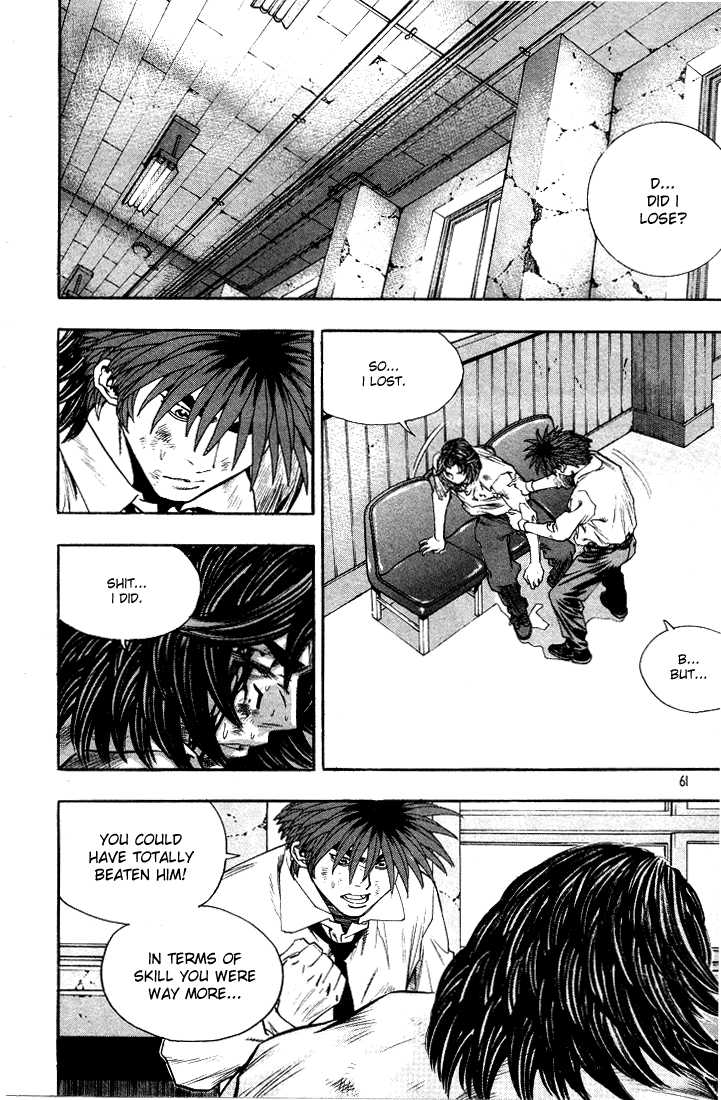 D...
DID I
LOSE?
SHIT...
I DID.
SO...
I LOST.
B...
BUT...
61
YOU COULD
HAVE TOTALLY
BEATEN HIM!
IN TERMS OF
SKILL YOU WERE
WAY MORE...